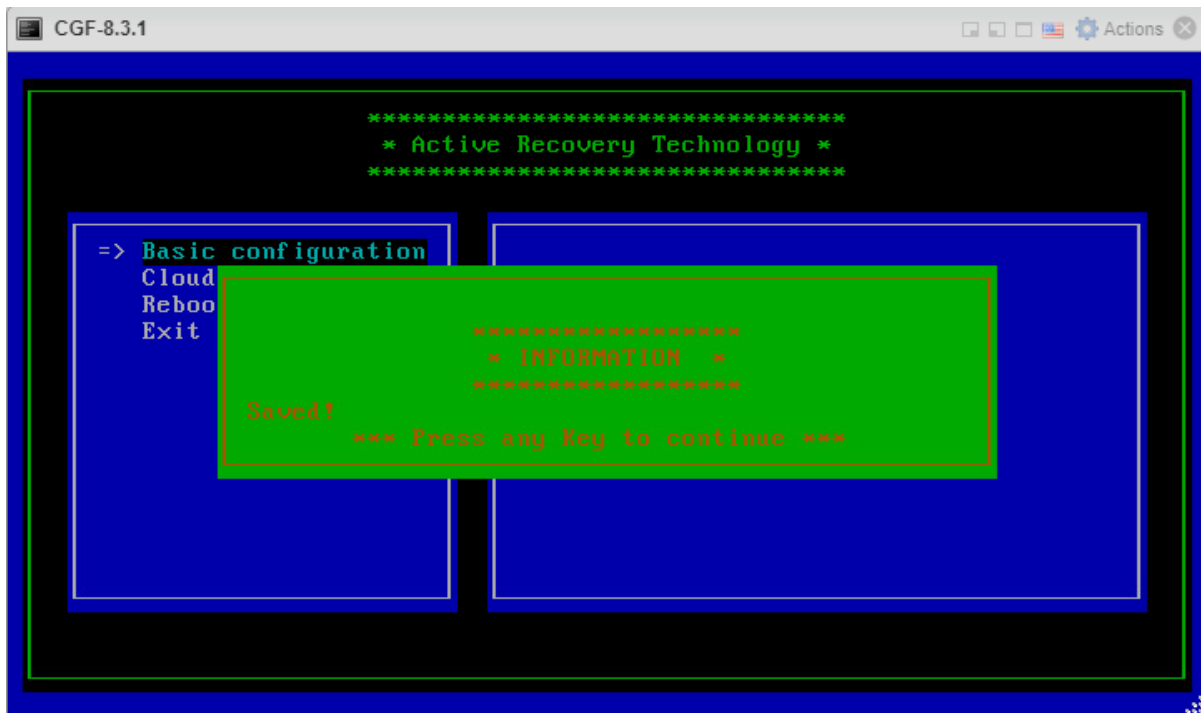 CGF-8.3.1
Actions
********************************
* Active Recovery Technology *
********************************
=> Basic configuration
Cloud
Reboo
Exit
******************
* INFORMATION *
******************
Saved!
*** Press any Key to continue ***